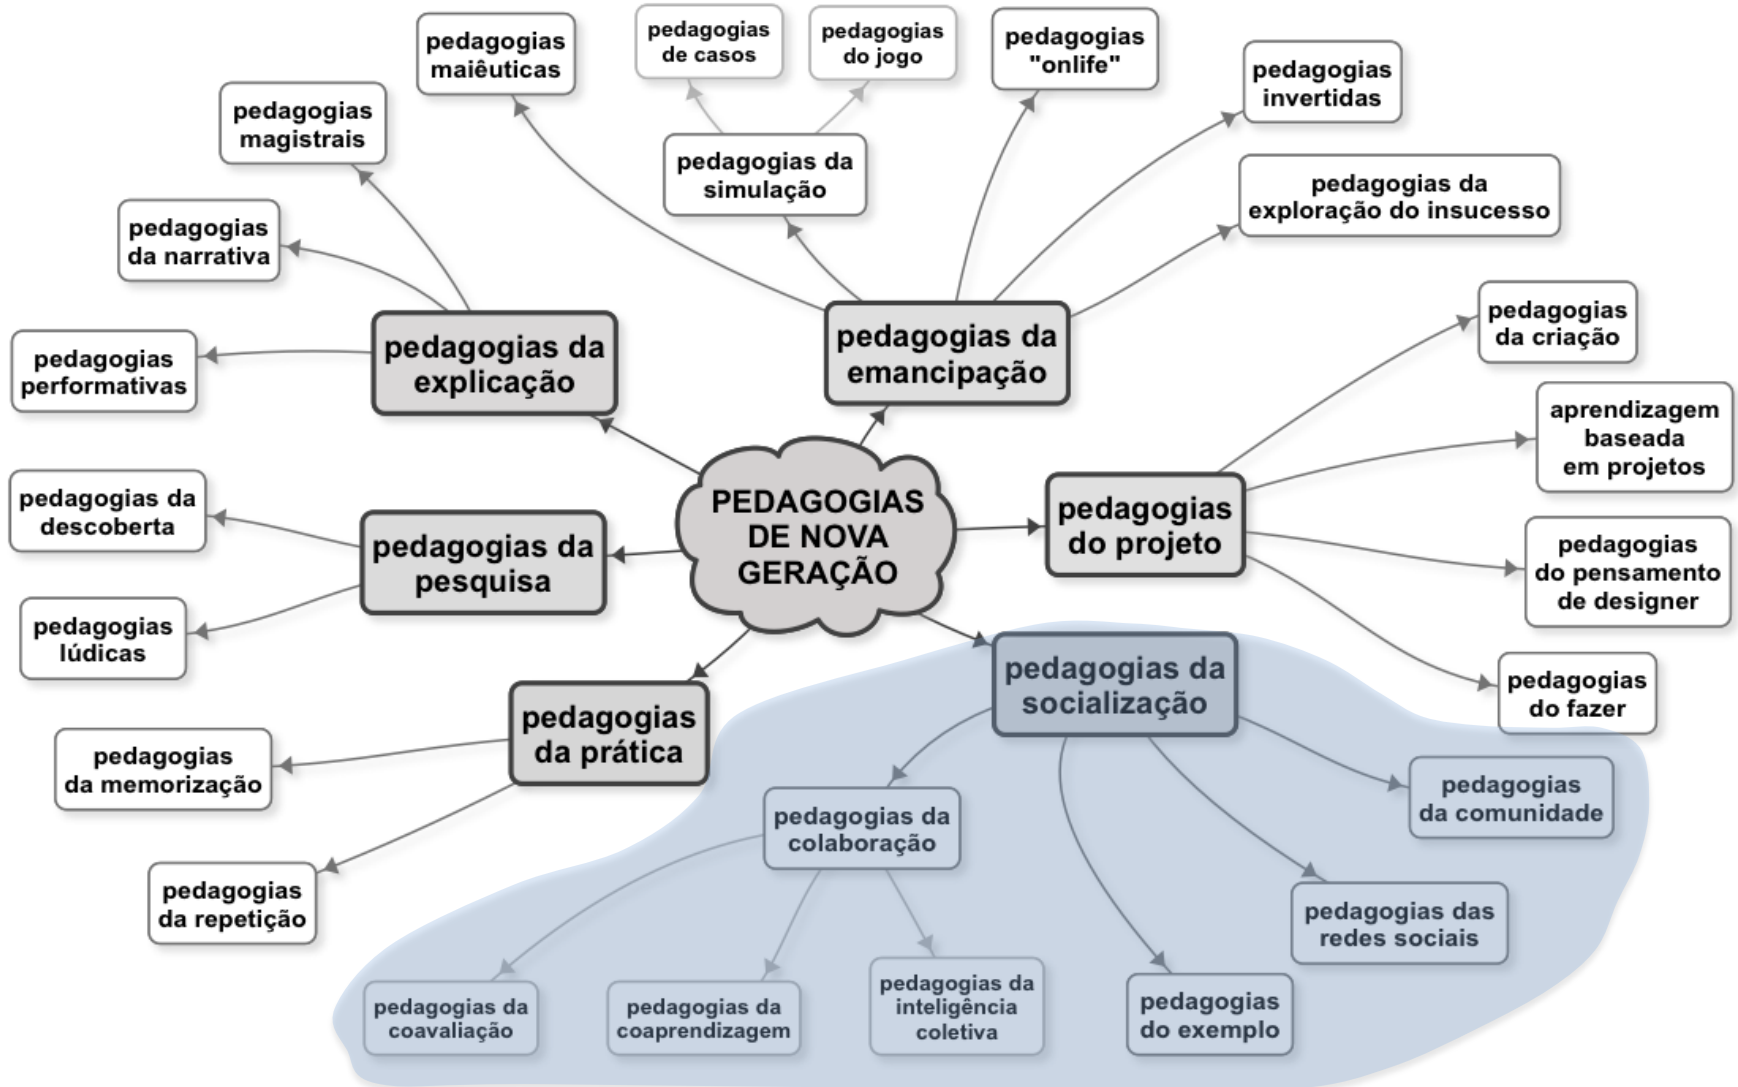 pedagogias
maiêuticas
pedagogias
de casos
pedagogias
do jogo
pedagogias
"onlife"
pedagogias
invertidas
pedagogias
magistrais
pedagogias da
simulação
pedagogias da
exploração do insucesso
pedagogias
da narrativa
pedagogias
performativas
pedagogias da
explicação
pedagogias da
emancipação
pedagogias
da criação
aprendizagem
baseada
em projetos
pedagogias da
descoberta
pedagogias da
pesquisa
PEDAGOGIAS
DE NOVA
GERAÇÃO
pedagogias
do projeto
pedagogias
do pensamento
de designer
pedagogias
lúdicas
pedagogias
da prática
pedagogias da
socialização
pedagogias
do fazer
pedagogias
da memorização
pedagogias da
colaboração
pedagogias
da comunidade
pedagogias
da repetição
pedagogias das
redes sociais
pedagogias da
coavaliação
pedagogias da
coaprendizagem
pedagogias da
inteligência
coletiva
pedagogias
do exemplo